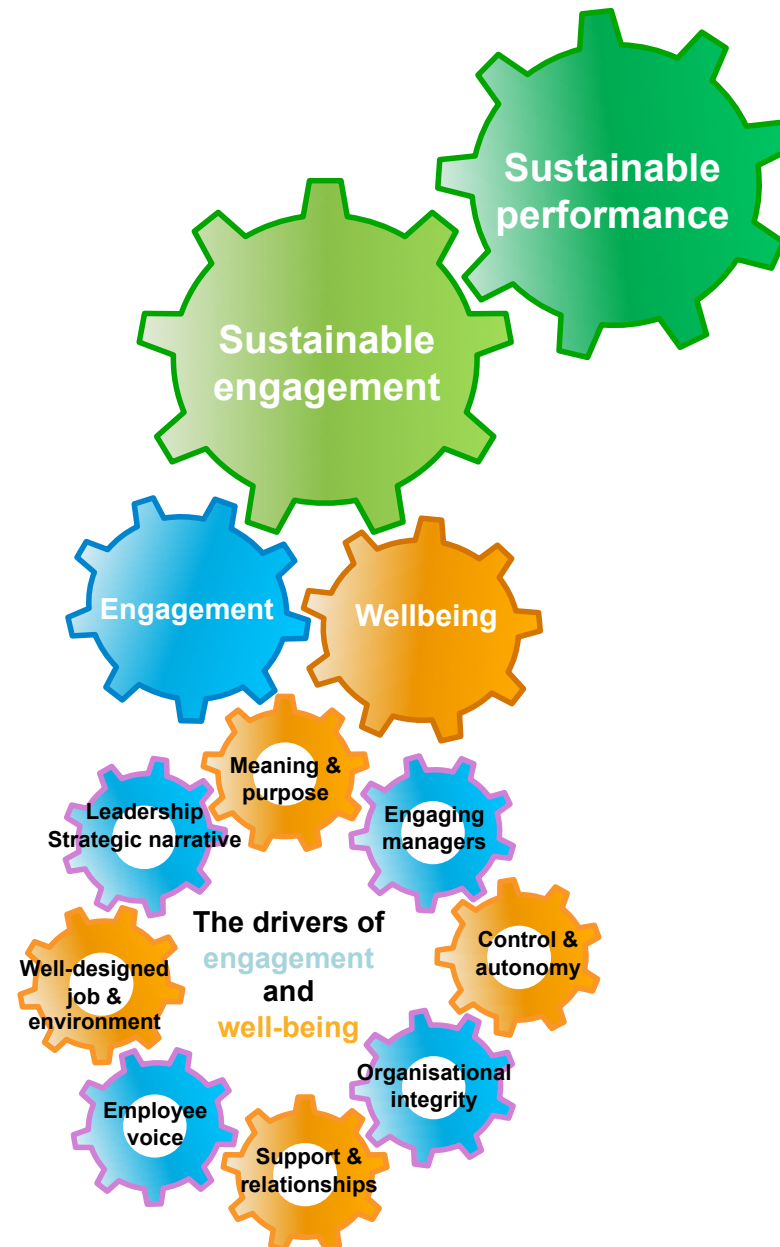 Sustainable
performance
Sustainable
engagement
Engagement
Wellbeing
Meaning &
purpose
Leadership
Strategic narrative
Engaging
managers
The drivers of
engagement
and
well-being
Control &
autonomy
Well-designed
job &
environment
Organisational
integrity
Employee
voice
Support &
relationships